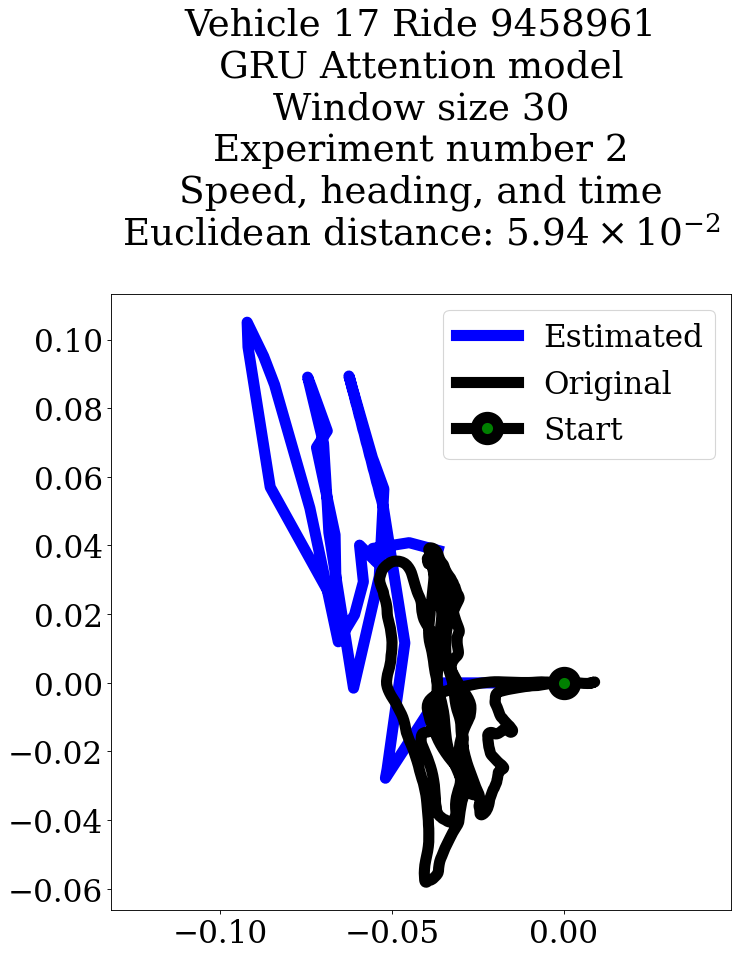 Vehicle 17 Ride 9458961
GRU Attention model
Window size 30
Experiment number 2
Speed, heading, and time
Euclidean distance: 5.94 × 10⁻²
Estimated
Original
Start
0.10
0.08
0.06
0.04
0.02
0.00
−0.02
−0.04
−0.06
−0.10
−0.05
0.00